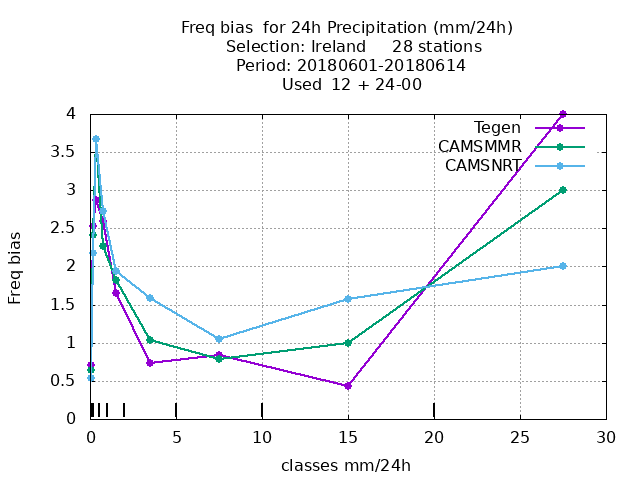 Freq bias  for 24h Precipitation (mm/24h)
Selection: Ireland     28 stations
Period: 20180601-20180614
Used  12 + 24-00
Tegen
CAMSMMR
CAMSNRT
4
3.5
3
2.5
2
1.5
1
0.5
0
Freq bias
0 5 10 15 20 25 30
classes mm/24h